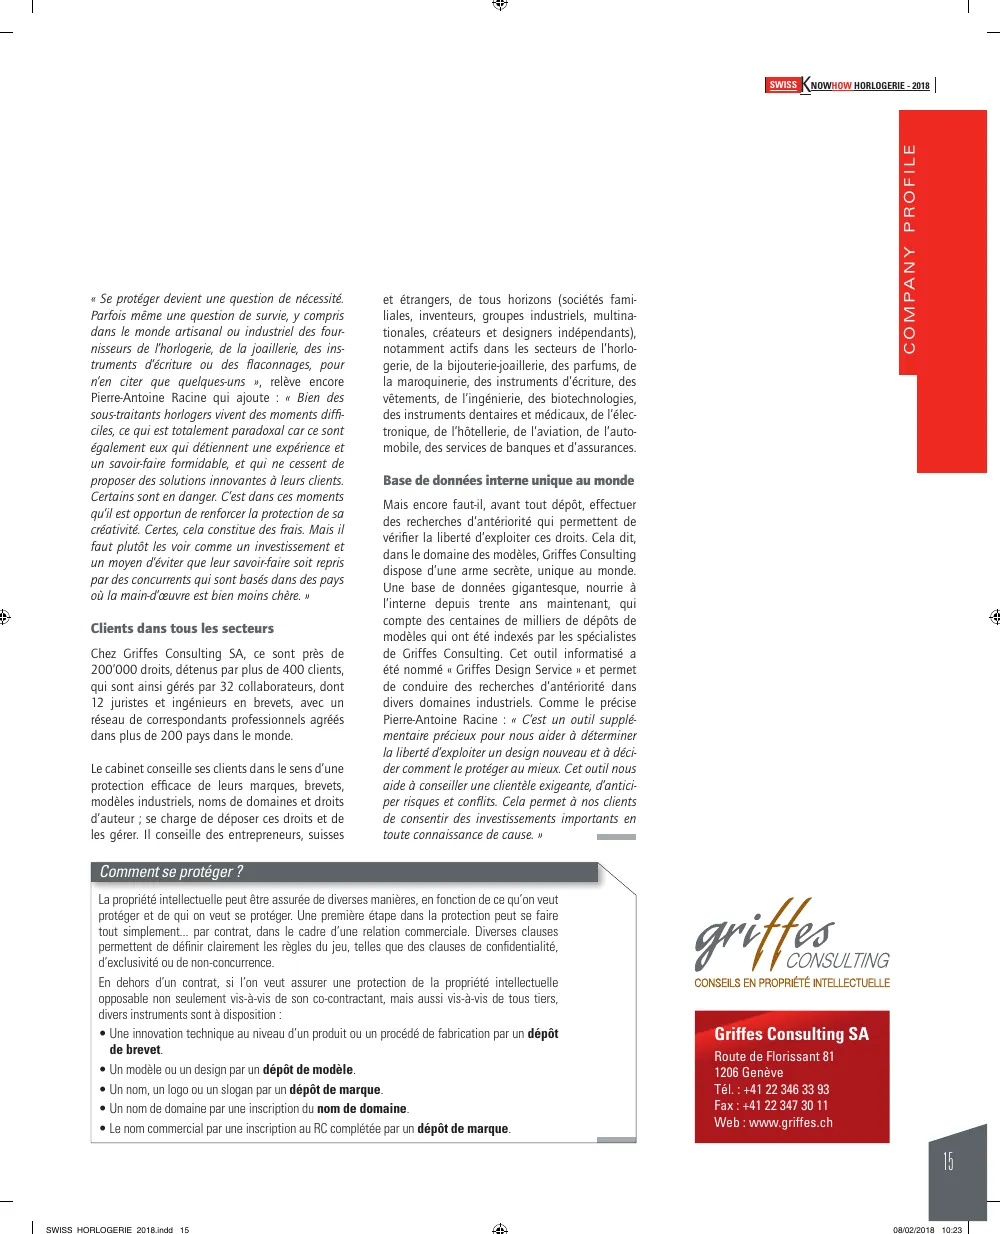 SWISS KNOWHOW HORLOGERIE - 2018
COMPANY PROFILE
« Se protéger devient une question de nécessité.
Parfois même une question de survie, y compris
dans le monde artisanal ou industriel des four-
nisseurs de l'horlogerie, de la joaillerie, des ins-
truments d'écriture ou des flaconnages, pour
n'en citer que quelques-uns », relève encore
Pierre-Antoine Racine qui ajoute : « Bien des
sous-traitants horlogers vivent des moments diffi-
ciles, ce qui est totalement paradoxal car ce sont
également eux qui détiennent une expérience et
un savoir-faire formidable, et qui ne cessent de
proposer des solutions innovantes à leurs clients.
Certains sont en danger. C'est dans ces moments
qu'il est opportun de renforcer la protection de sa
créativité. Certes, cela constitue des frais. Mais il
faut plutôt les voir comme un investissement et
un moyen d'éviter que leur savoir-faire soit repris
par des concurrents qui sont basés dans des pays
où la main-d'œuvre est bien moins chère. »
Clients dans tous les secteurs
Chez Griffes Consulting SA, ce sont près de
200'000 droits, détenus par plus de 400 clients,
qui sont ainsi gérés par 32 collaborateurs, dont
12 juristes et ingénieurs en brevets, avec un
réseau de correspondants professionnels agréés
dans plus de 200 pays dans le monde.
Le cabinet conseille ses clients dans le sens d'une
protection efficace de leurs marques, brevets,
modèles industriels, noms de domaines et droits
d'auteur ; se charge de déposer ces droits et de
les gérer. Il conseille des entrepreneurs, suisses
et étrangers, de tous horizons (sociétés fami-
liales, inventeurs, groupes industriels, multina-
tionales, créateurs et designers indépendants),
notamment actifs dans les secteurs de l'horlo-
gerie, de la bijouterie-joaillerie, des parfums, de
la maroquinerie, des instruments d'écriture, des
vêtements, de l'ingénierie, des biotechnologies,
des instruments dentaires et médicaux, de l'élec-
tronique, de l'hôtellerie, de l'aviation, de l'auto-
mobile, des services de banques et d'assurances.
Base de données interne unique au monde
Mais encore faut-il, avant tout dépôt, effectuer
des recherches d'antériorité qui permettent de
vérifier la liberté d'exploiter ces droits. Cela dit,
dans le domaine des modèles, Griffes Consulting
dispose d'une arme secrète, unique au monde.
Une base de données gigantesque, nourrie à
l'interne depuis trente ans maintenant, qui
compte des centaines de milliers de dépôts de
modèles qui ont été indexés par les spécialistes
de Griffes Consulting. Cet outil informatisé a
été nommé « Griffes Design Service » et permet
de conduire des recherches d'antériorité dans
divers domaines industriels. Comme le précise
Pierre-Antoine Racine : « C'est un outil supplé-
mentaire précieux pour nous aider à déterminer
la liberté d'exploiter un design nouveau et à déci-
der comment le protéger au mieux. Cet outil nous
aide à conseiller une clientèle exigeante, d'antici-
per risques et conflits. Cela permet à nos clients
de consentir des investissements importants en
toute connaissance de cause. »
Comment se protéger ?
La propriété intellectuelle peut être assurée de diverses manières, en fonction de ce qu'on veut
protéger et de qui on veut se protéger. Une première étape dans la protection peut se faire
tout simplement... par contrat, dans le cadre d'une relation commerciale. Diverses clauses
permettent de définir clairement les règles du jeu, telles que des clauses de confidentialité,
d'exclusivité ou de non-concurrence.
En dehors d'un contrat, si l'on veut assurer une protection de la propriété intellectuelle
opposable non seulement vis-à-vis de son co-contractant, mais aussi vis-à-vis de tous tiers,
divers instruments sont à disposition :
• Une innovation technique au niveau d'un produit ou un procédé de fabrication par un dépôt
de brevet.
• Un modèle ou un design par un dépôt de modèle.
• Un nom, un logo ou un slogan par un dépôt de marque.
• Un nom de domaine par une inscription du nom de domaine.
• Le nom commercial par une inscription au RC complétée par un dépôt de marque.
griffes
CONSULTING
CONSEILS EN PROPRIÉTÉ INTELLECTUELLE
Griffes Consulting SA
Route de Florissant 81
1206 Genève
Tél. : +41 22 346 33 93
Fax : +41 22 347 30 11
Web : www.griffes.ch
15
SWISS HORLOGERIE 2018.indd 15
08/02/2018 10:23